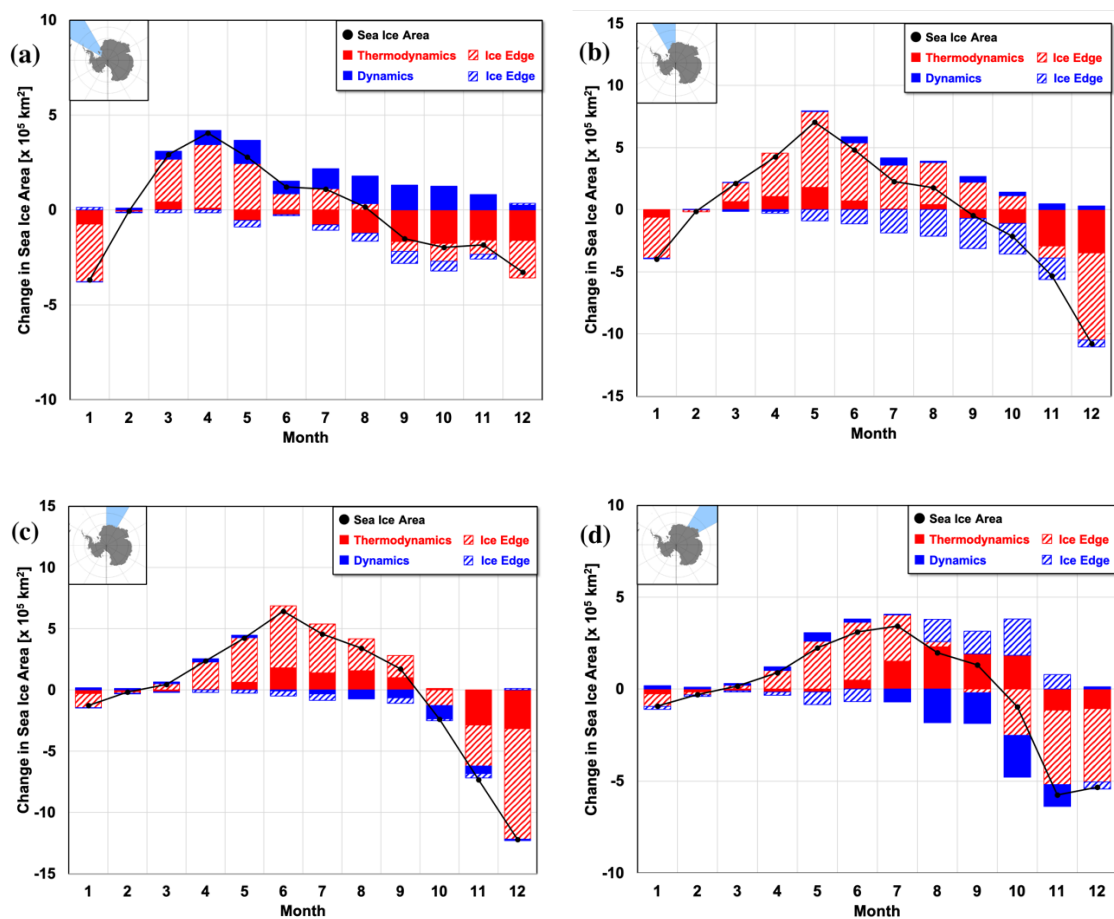 (a)
Sea Ice Area
Thermodynamics Ice Edge
Dynamics Ice Edge
Change in Sea Ice Area [x 10⁵ km²]
10
5
0
-5
-10
1 2 3 4 5 6 7 8 9 10 11 12
Month
(b)
Sea Ice Area
Thermodynamics Ice Edge
Dynamics Ice Edge
Change in Sea Ice Area [x 10⁵ km²]
15
10
5
0
-5
-10
-15
1 2 3 4 5 6 7 8 9 10 11 12
Month
(c)
Sea Ice Area
Thermodynamics Ice Edge
Dynamics Ice Edge
Change in Sea Ice Area [x 10⁵ km²]
15
10
5
0
-5
-10
-15
1 2 3 4 5 6 7 8 9 10 11 12
Month
(d)
Sea Ice Area
Thermodynamics Ice Edge
Dynamics Ice Edge
Change in Sea Ice Area [x 10⁵ km²]
10
5
0
-5
-10
1 2 3 4 5 6 7 8 9 10 11 12
Month